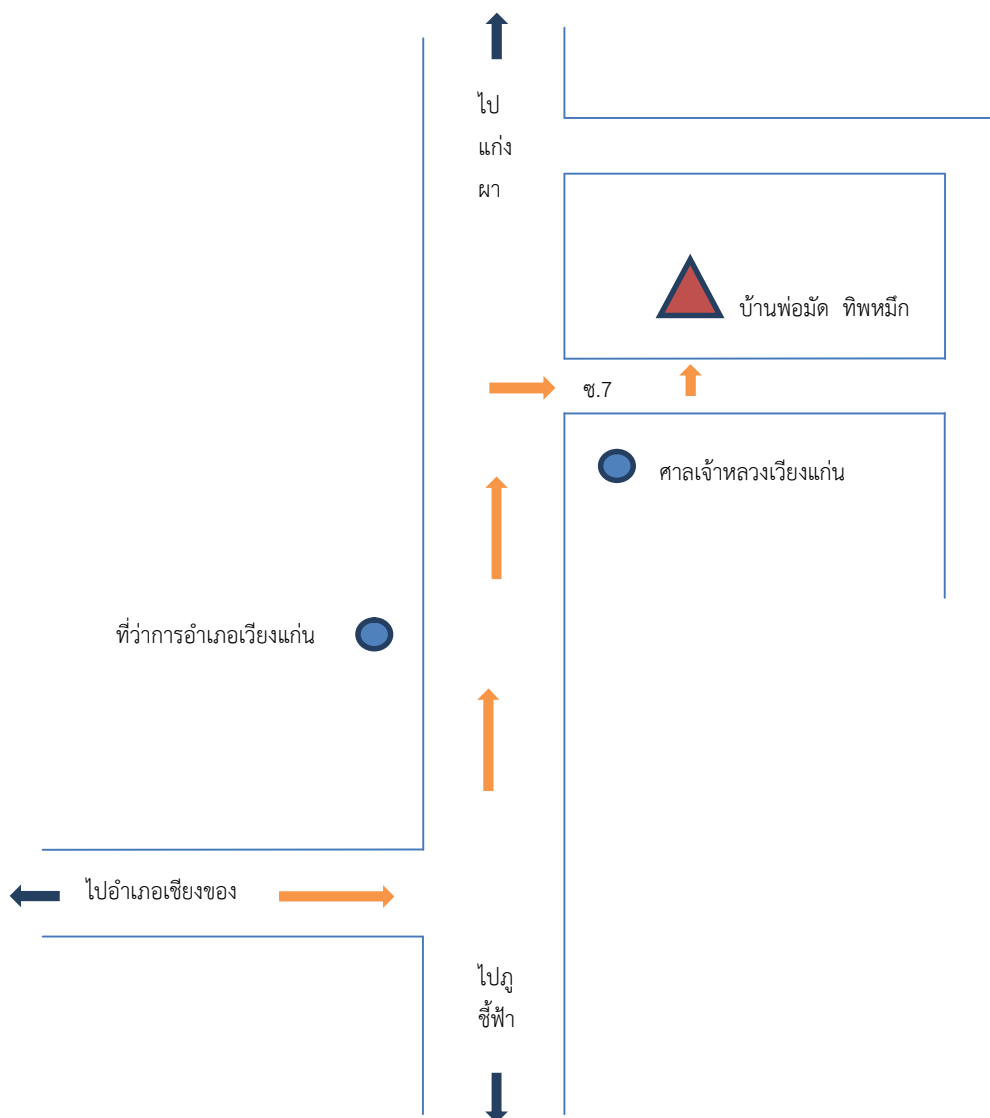 ไป
แก่ง
ผา
บ้านพ่อมัด ทิพหมึก
ซ.7
ศาลเจ้าหลวงเวียงแก่น
ที่ว่าการอำเภอเวียงแก่น
ไปอำเภอเชียงของ
ไปภู
ชี้ฟ้า